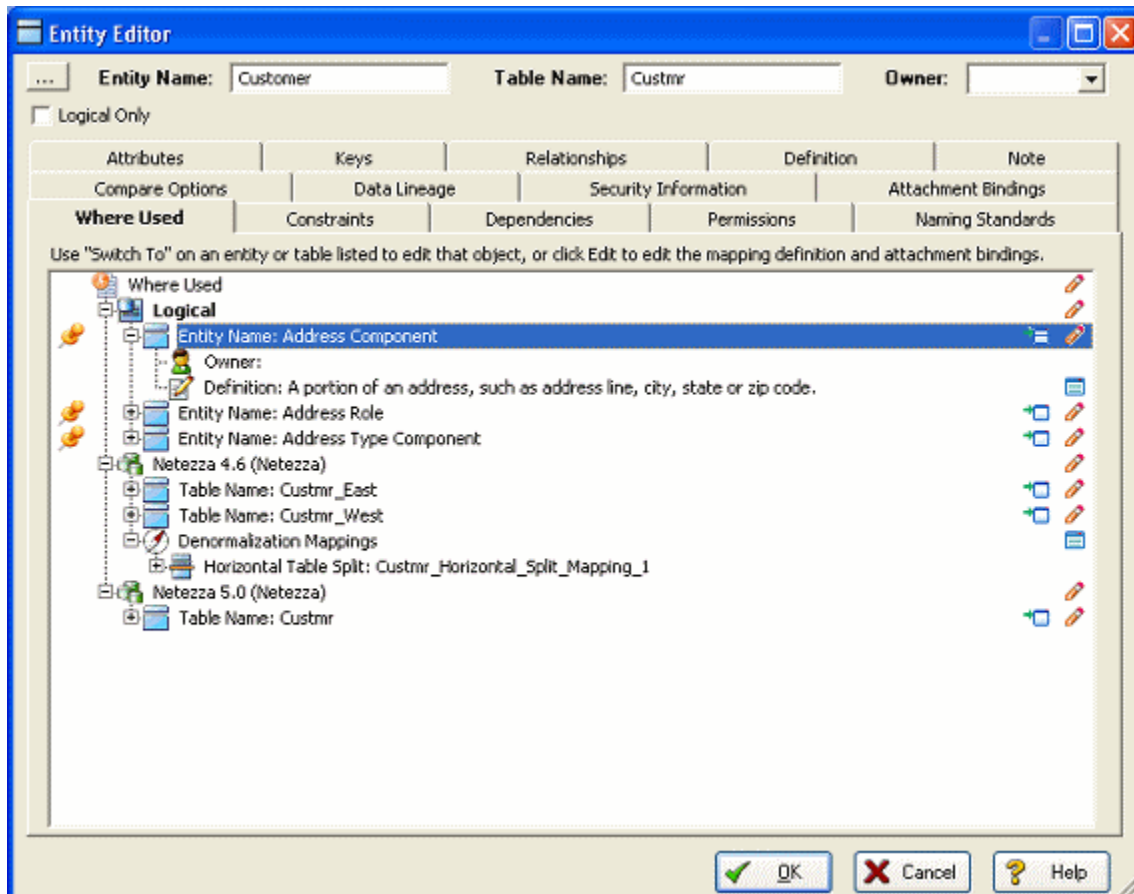 Entity Editor
... Entity Name: Customer Table Name: Custmr Owner:
Logical Only
Attributes Keys Relationships Definition Note
Compare Options Data Lineage Security Information Attachment Bindings
Where Used Constraints Dependencies Permissions Naming Standards
Use "Switch To" on an entity or table listed to edit that object, or click Edit to edit the mapping definition and attachment bindings.
Where Used
Logical
Entity Name: Address Component
Owner:
Definition: A portion of an address, such as address line, city, state or zip code.
Entity Name: Address Role
Entity Name: Address Type Component
Netezza 4.6 (Netezza)
Table Name: Custmr_East
Table Name: Custmr_West
Denormalization Mappings
Horizontal Table Split: Custmr_Horizontal_Split_Mapping_1
Netezza 5.0 (Netezza)
Table Name: Custmr
OK Cancel Help